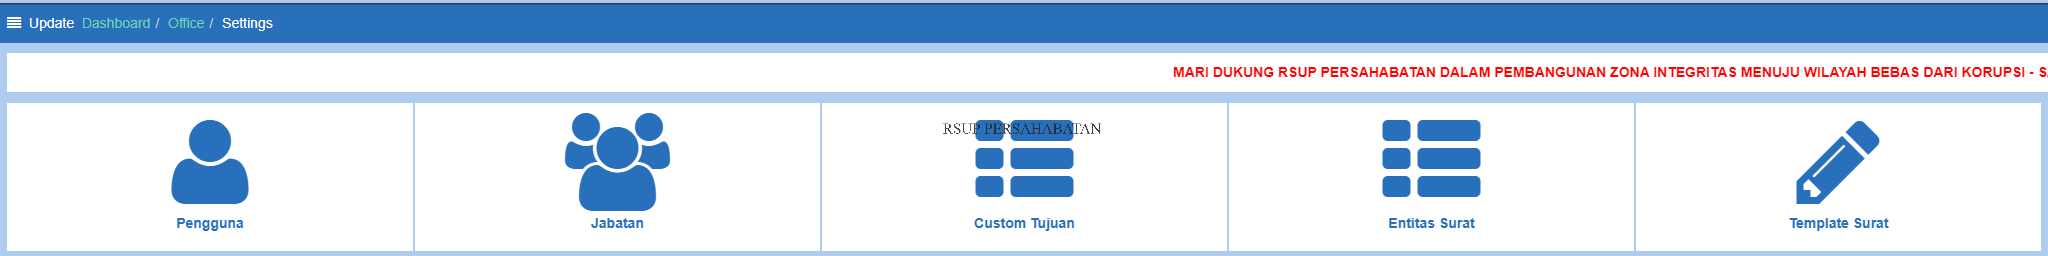 Update Dashboard / Office / Settings
MARI DUKUNG RSUP PERSAHABATAN DALAM PEMBANGUNAN ZONA INTEGRITAS MENUJU WILAYAH BEBAS DARI KORUPSI -
RSUP PERSAHABATAN
Pengguna
Jabatan
Custom Tujuan
Entitas Surat
Template Surat